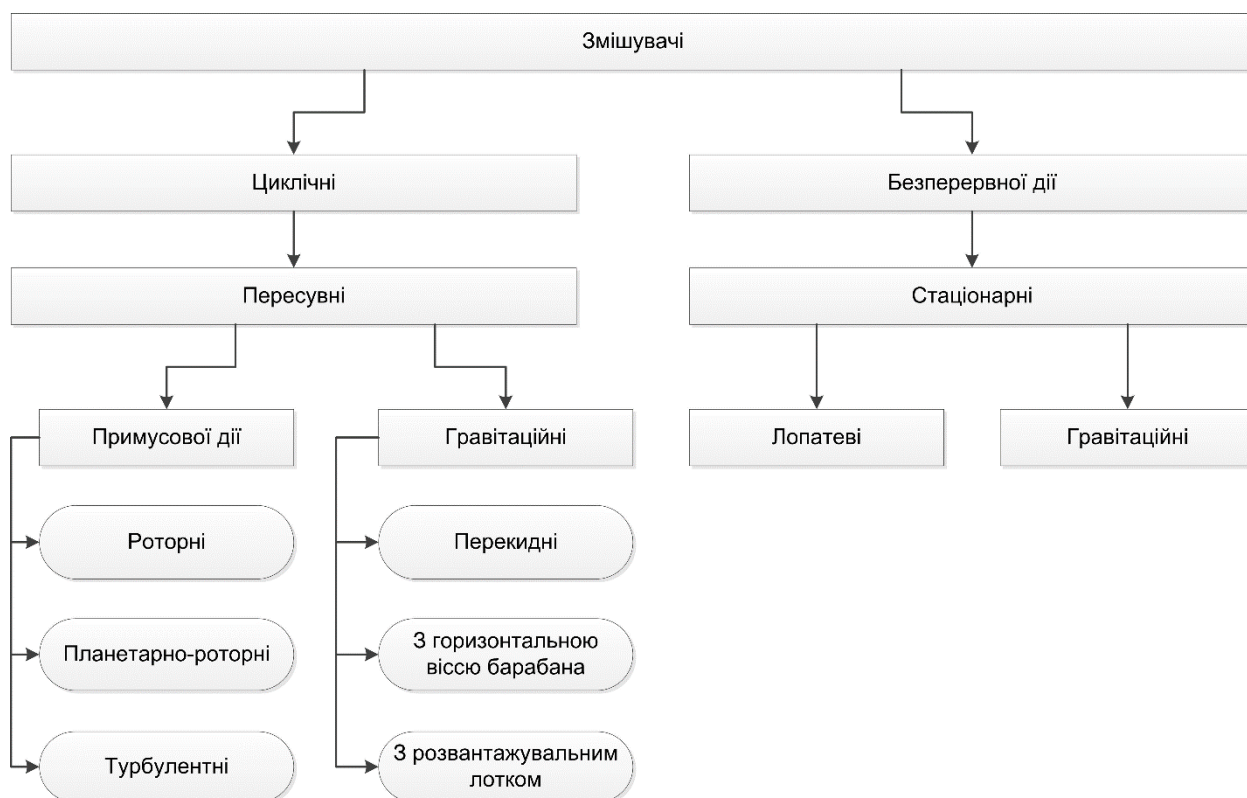 Змішувачі
Циклічні
Безперервної дії
Пересувні
Стаціонарні
Примусової дії
Гравітаційні
Лопатеві
Гравітаційні
Роторні
Перекидні
Планетарно-роторні
З горизонтальною
віссю барабана
Турбулентні
З розвантажувальним
лотком